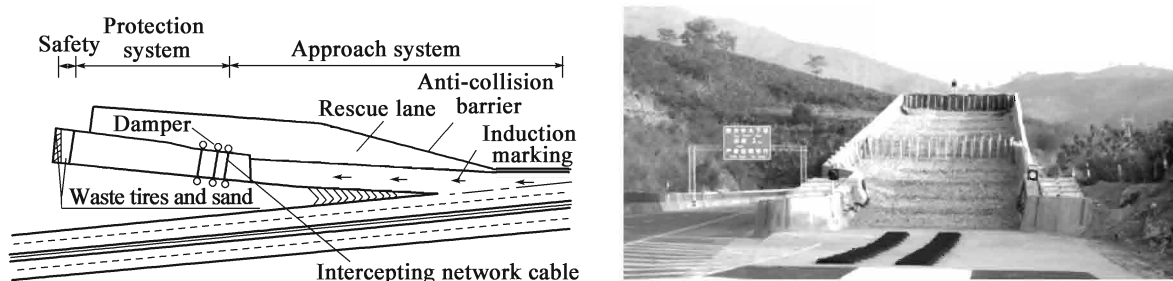 Protection
Safety
system
Approach system
Anti-collision
Rescue lane
barrier
Damper
Induction
marking
Waste tires and sand
Intercepting network cable